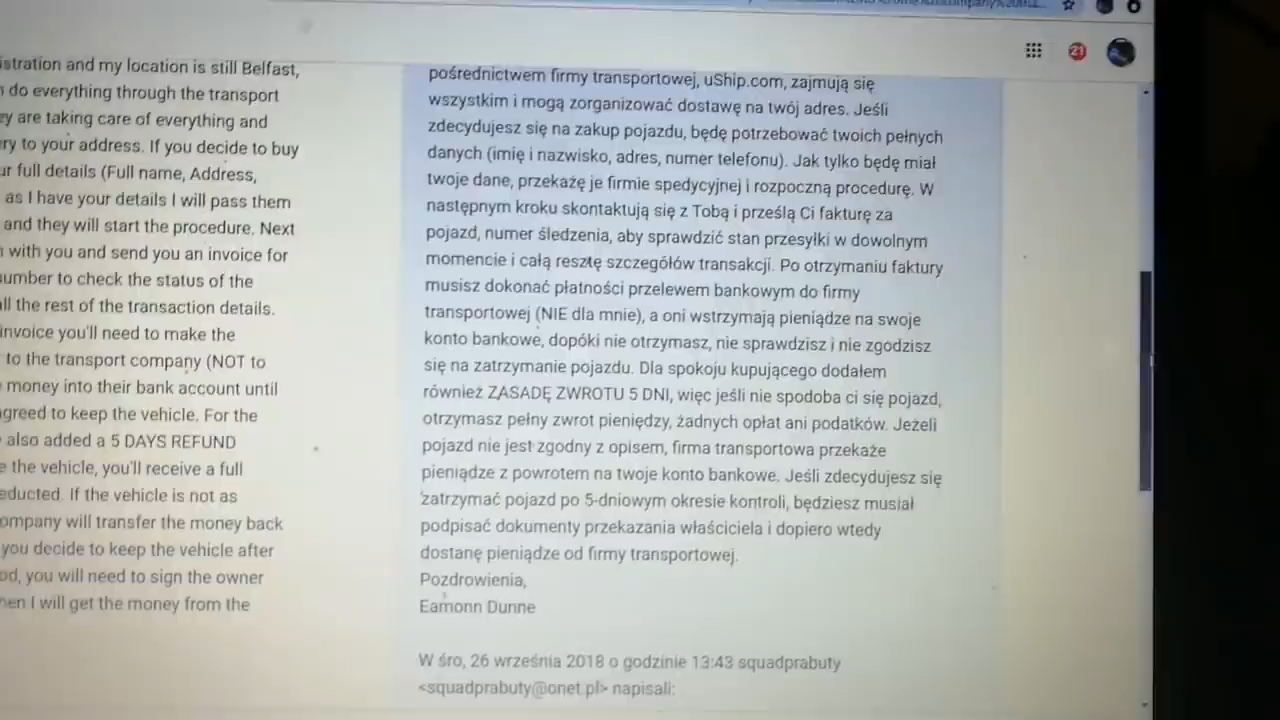 21
istration and my location is still Belfast,
do everything through the transport
ey are taking care of everything and
ry to your address. If you decide to buy
ur full details (Full name, Address,
as I have your details I will pass them
and they will start the procedure. Next
with you and send you an invoice for
umber to check the status of the
all the rest of the transaction details.
invoice you'll need to make the
to the transport company (NOT to
money into their bank account until
agreed to keep the vehicle. For the
also added a 5 DAYS REFUND
e the vehicle, you'll receive a full
educted. If the vehicle is not as
ompany will transfer the money back
you decide to keep the vehicle after
od, you will need to sign the owner
hen I will get the money from the
pośrednictwem firmy transportowej, uShip.com, zajmują się
wszystkim i mogą zorganizować dostawę na twój adres. Jeśli
zdecydujesz się na zakup pojazdu, będę potrzebować twoich pełnych
danych (imię i nazwisko, adres, numer telefonu). Jak tylko będę miał
twoje dane, przekażę je firmie spedycyjnej i rozpoczną procedurę. W
następnym kroku skontaktują się z Tobą i prześlą Ci fakturę za
pojazd, numer śledzenia, aby sprawdzić stan przesyłki w dowolnym
momencie i całą resztę szczegółów transakcji. Po otrzymaniu faktury
musisz dokonać płatności przelewem bankowym do firmy
transportowej (NIE dla mnie), a oni wstrzymają pieniądze na swoje
konto bankowe, dopóki nie otrzymasz, nie sprawdzisz i nie zgodzisz
się na zatrzymanie pojazdu. Dla spokoju kupującego dodałem
również ZASADĘ ZWROTU 5 DNI, więc jeśli nie spodoba ci się pojazd,
otrzymasz pełny zwrot pieniędzy, żadnych opłat ani podatków. Jeżeli
pojazd nie jest zgodny z opisem, firma transportowa przekaże
pieniądze z powrotem na twoje konto bankowe. Jeśli zdecydujesz się
zatrzymać pojazd po 5-dniowym okresie kontroli, będziesz musiał
podpisać dokumenty przekazania właściciela i dopiero wtedy
dostanę pieniądze od firmy transportowej.
Pozdrowienia,
Eamonn Dunne
W śro, 26 września 2018 o godzinie 13:43 squadprabuty
<squadprabuty@onet.pl> napisali: